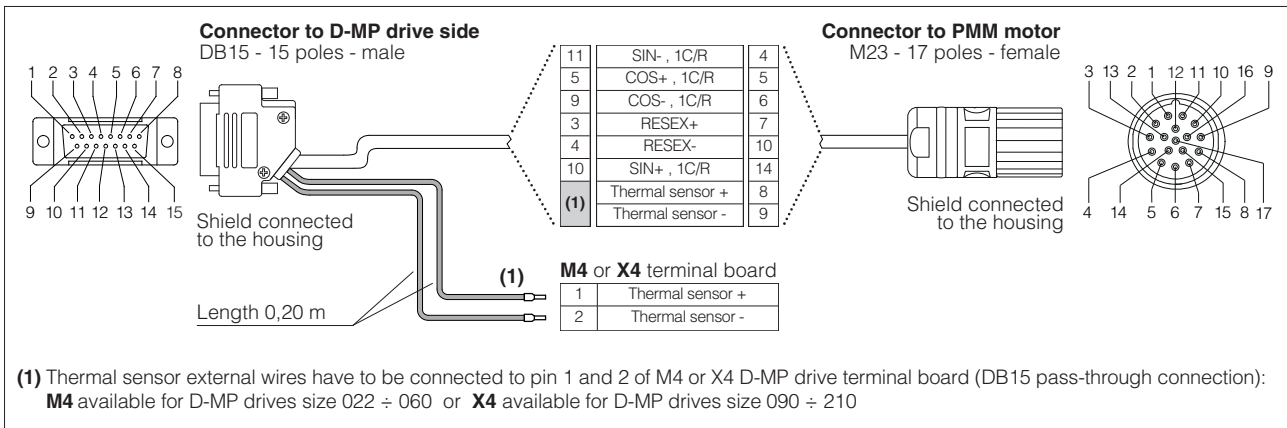 Connector to D-MP drive side
DB15 - 15 poles - male
1 2 3 4 5 6 7 8
9 10 11 12 13 14 15
Shield connected
to the housing
Length 0,20 m
(1)
11 SIN- , 1C/R 4
5 COS+ , 1C/R 5
9 COS- , 1C/R 6
3 RESEX+ 7
4 RESEX- 10
10 SIN+ , 1C/R 14
(1) Thermal sensor + 8
Thermal sensor - 9
M4 or X4 terminal board
1 Thermal sensor +
2 Thermal sensor -
Connector to PMM motor
M23 - 17 poles - female
Shield connected
to the housing
3 13 2 1 12 11 10 16 9
4 14 5 6 7 15 8 17
(1) Thermal sensor external wires have to be connected to pin 1 and 2 of M4 or X4 D-MP drive terminal board (DB15 pass-through connection):
M4 available for D-MP drives size 022 ÷ 060 or X4 available for D-MP drives size 090 ÷ 210